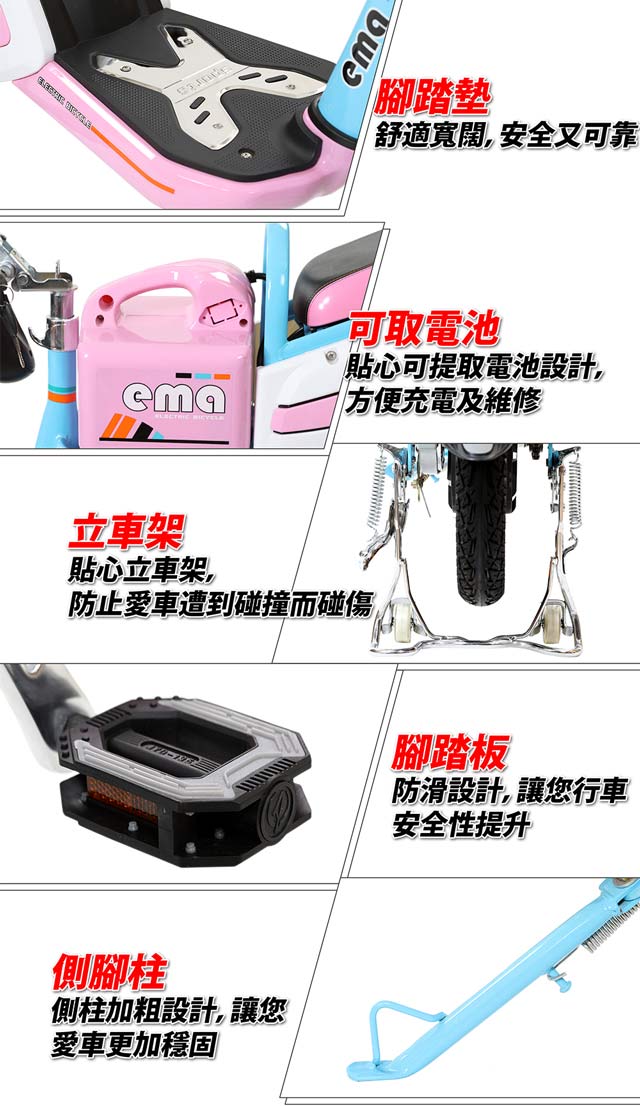 ELECTRIC BICYCLE
ema
腳踏墊
舒適寬闊, 安全又可靠
可取電池
貼心可提取電池設計,
方便充電及維修
ema
ELECTRIC BICYCLE
立車架
貼心立車架,
防止愛車遭到碰撞而碰傷
腳踏板
防滑設計, 讓您行車
安全性提升
側腳柱
側柱加粗設計, 讓您
愛車更加穩固